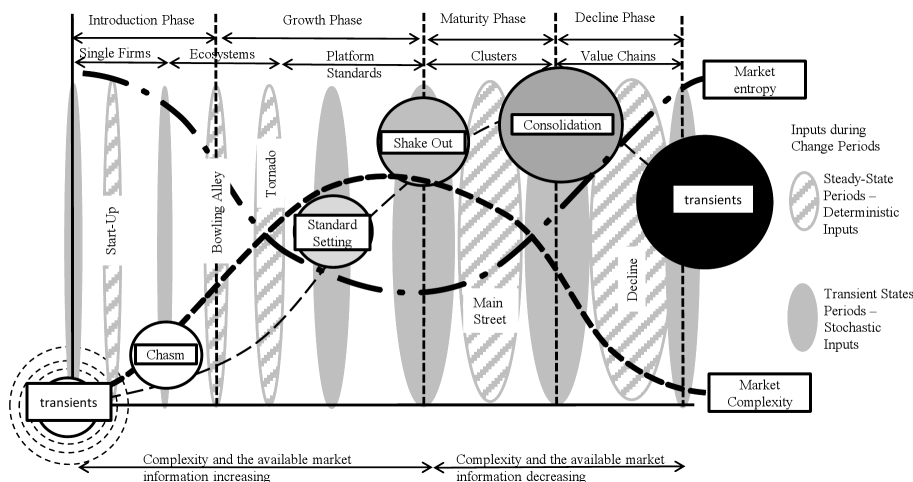 Introduction Phase
Growth Phase
Maturity Phase
Decline Phase
Single Firms
Ecosystems
Platform
Standards
Clusters
Value Chains
Market
entropy
Inputs during
Change Periods
Steady-State
Periods –
Deterministic
Inputs
Transient States
Periods –
Stochastic
Inputs
Start-Up
Bowling Alley
Tornado
Shake Out
Consolidation
transients
Standard
Setting
Main
Street
Decline
Chasm
transients
Market
Complexity
Complexity and the available market
information increasing
Complexity and the available market
information decreasing